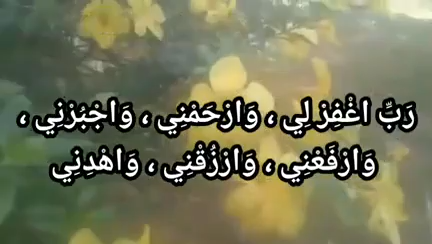 رَبِّ اغْفِرْ لِي ، وَارْحَمْنِي ، وَاجْبُرْنِي ،
وَارْفَعْنِي ، وَارْزُقْنِي ، وَاهْدِنِي